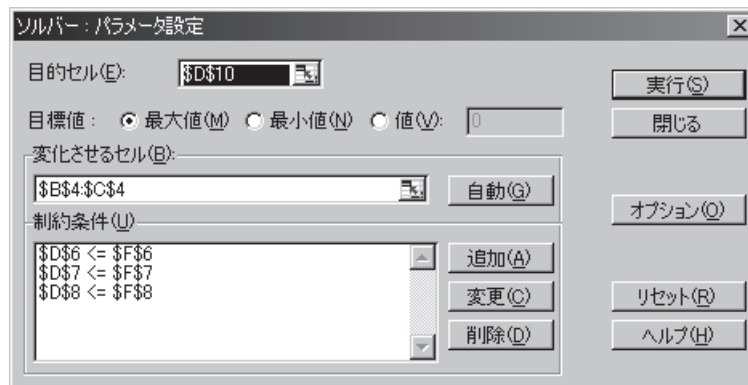 ソルバー：パラメータ設定
目的セル(E): $D$10
実行(S)
目標値： 最大値(M) 最小値(N) 値(V): 0
閉じる
変化させるセル(B):
$B$4:$C$4
自動(G)
オプション(O)
制約条件(U)
$D$6 <= $F$6
$D$7 <= $F$7
$D$8 <= $F$8
追加(A)
変更(C)
削除(D)
リセット(R)
ヘルプ(H)